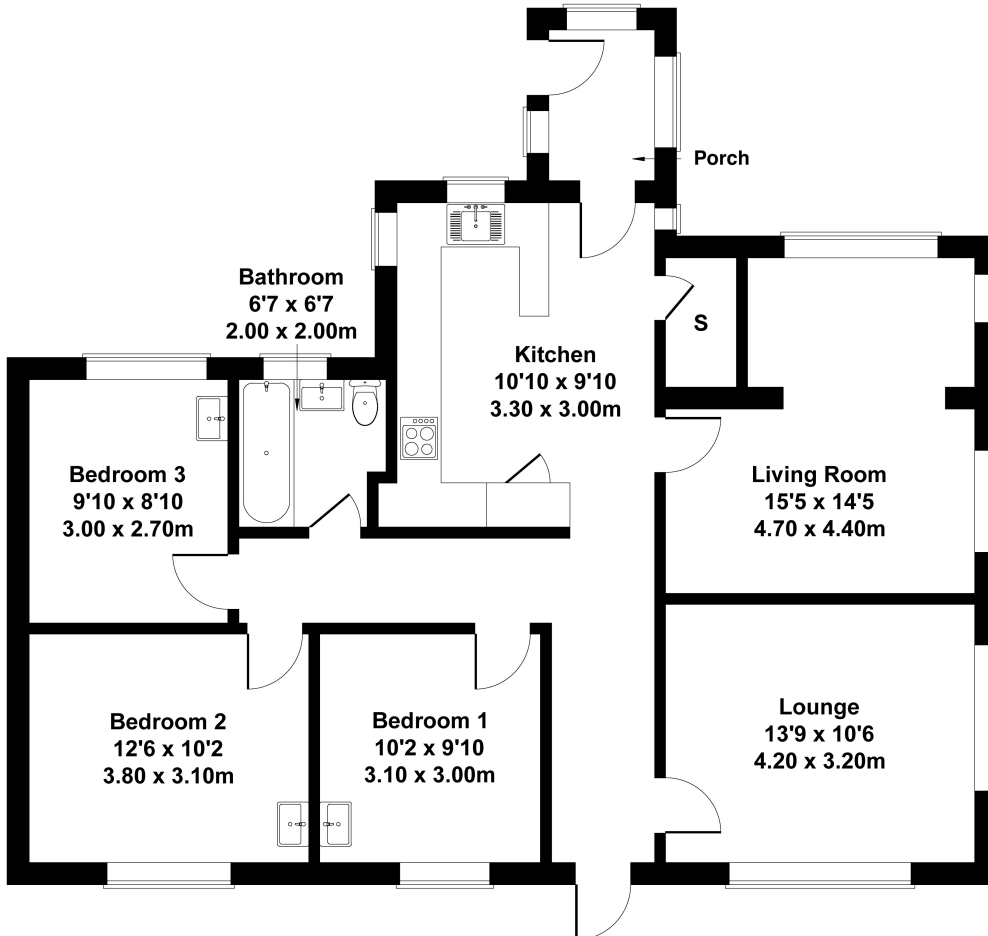 Porch
Bathroom
6'7 x 6'7
2.00 x 2.00m
S
Kitchen
10'10 x 9'10
3.30 x 3.00m
Bedroom 3
9'10 x 8'10
3.00 x 2.70m
Living Room
15'5 x 14'5
4.70 x 4.40m
Bedroom 2
12'6 x 10'2
3.80 x 3.10m
Bedroom 1
10'2 x 9'10
3.10 x 3.00m
Lounge
13'9 x 10'6
4.20 x 3.20m